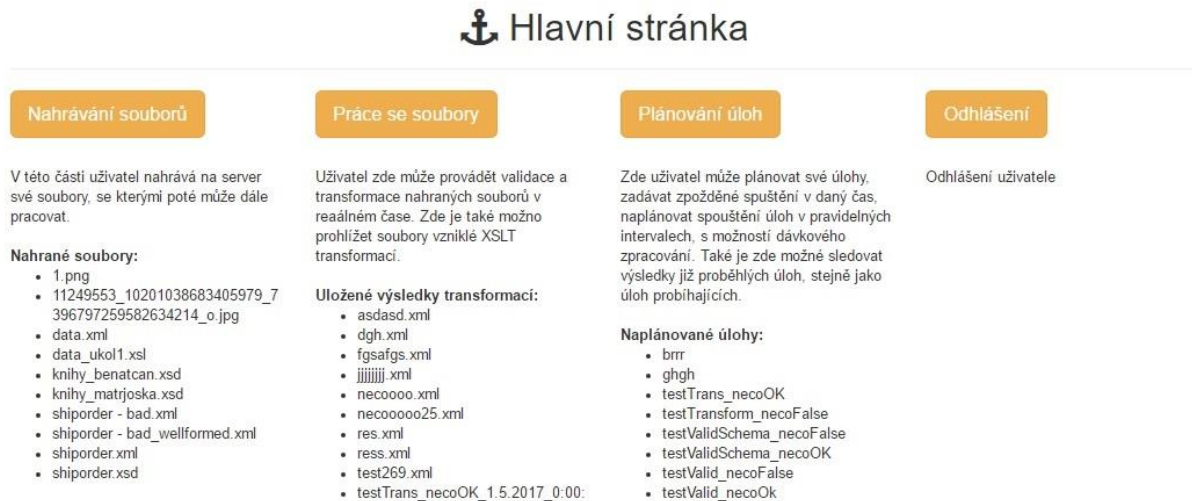 Hlavní stránka
Nahrávání souborů
V této části uživatel nahrává na server
své soubory, se kterými poté může dále
pracovat.
Nahrané soubory:
1.png
11249553_10201038683405979_7
396797259582634214_o.jpg
data.xml
data_ukol1.xsl
knihy_benatcan.xsd
knihy_matrjoska.xsd
shiporder - bad.xml
shiporder - bad_wellformed.xml
shiporder.xml
shiporder.xsd
Práce se soubory
Uživatel zde může provádět validace a
transformace nahraných souborů v
reaálném čase. Zde je také možno
prohlížet soubory vzniklé XSLT
transformací.
Uložené výsledky transformací:
asdasd.xml
dgh.xml
fgsafgs.xml
jjjjjjjj.xml
necoooo.xml
necooooo25.xml
res.xml
ress.xml
test269.xml
testTrans_necoOK_1.5.2017_0:00:
Plánování úloh
Zde uživatel může plánovat své úlohy,
zadávat zpožděné spuštění v daný čas,
naplánovat spouštění úloh v pravidelných
intervalech, s možností dávkového
zpracování. Také je zde možné sledovat
výsledky již proběhlých úloh, stejně jako
úloh probíhajících.
Naplánované úlohy:
brrr
ghgh
testTrans_necoOK
testTransform_necoFalse
testValidSchema_necoFalse
testValidSchema_necoOK
testValid_necoFalse
testValid_necoOk
Odhlášení
Odhlášení uživatele